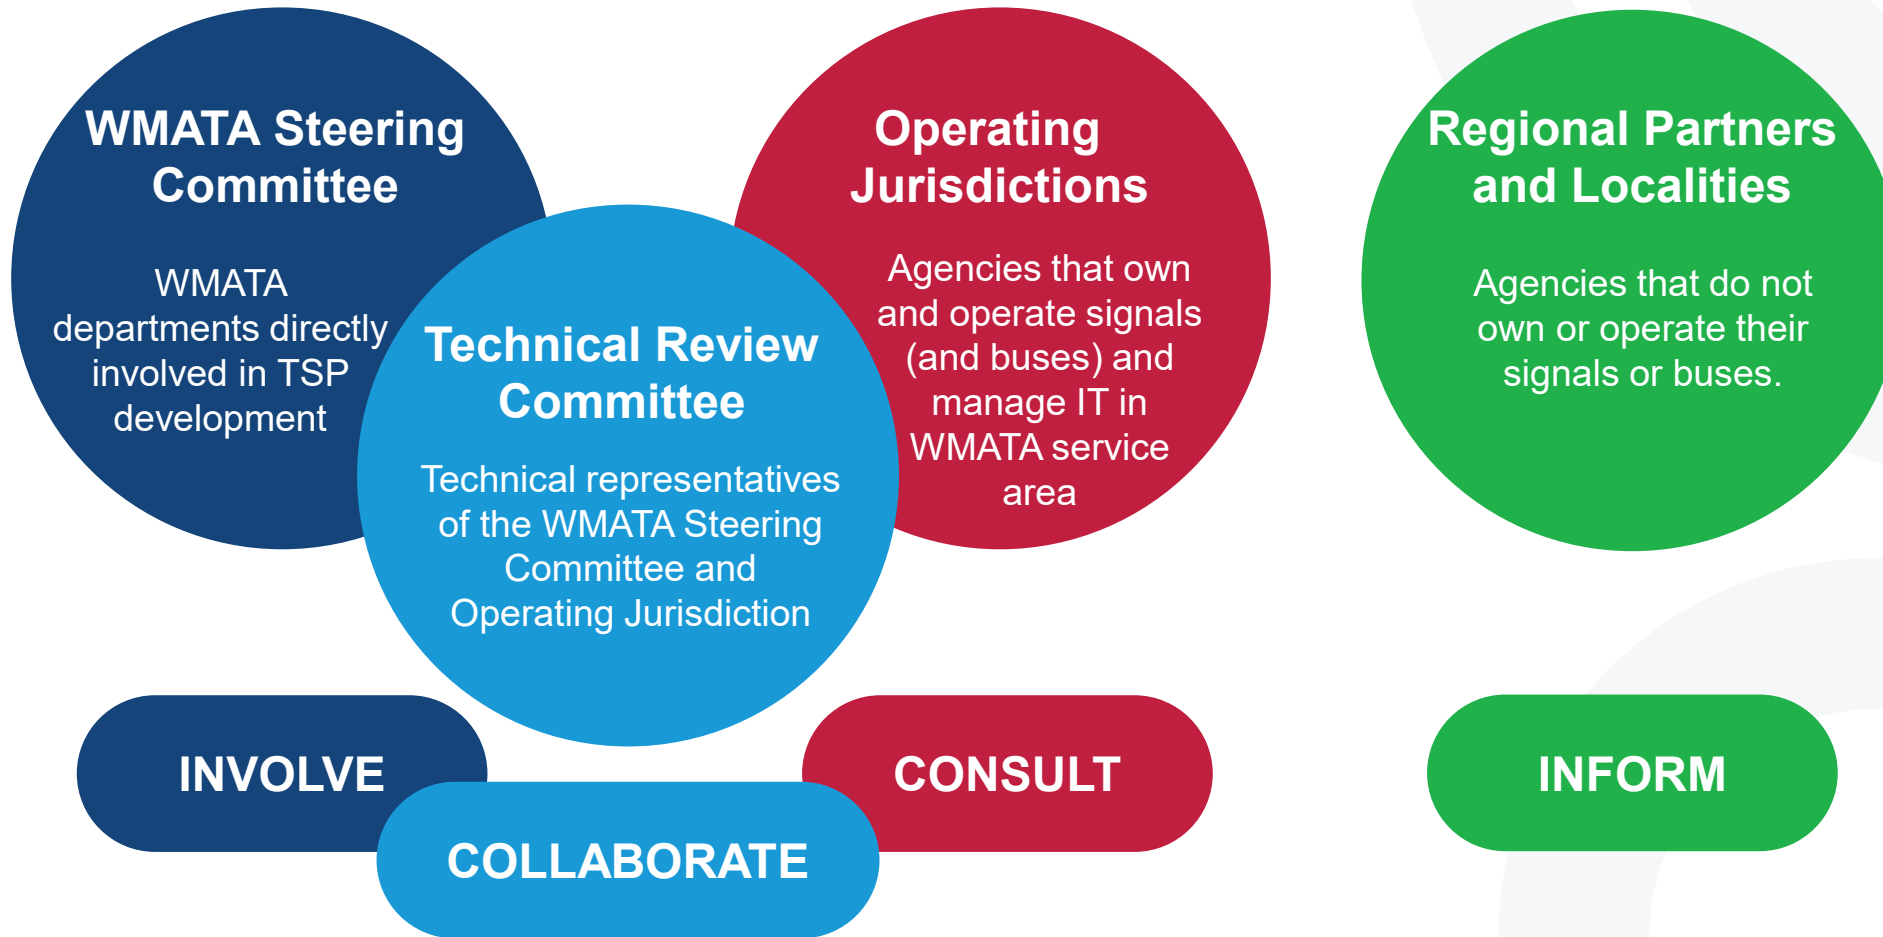 WMATA Steering
Committee
WMATA
departments directly
involved in TSP
development
Technical Review
Committee
Technical representatives
of the WMATA Steering
Committee and
Operating Jurisdiction
Operating
Jurisdictions
Agencies that own
and operate signals
(and buses) and
manage IT in
WMATA service
area
Regional Partners
and Localities
Agencies that do not
own or operate their
signals or buses.
INVOLVE
COLLABORATE
CONSULT
INFORM